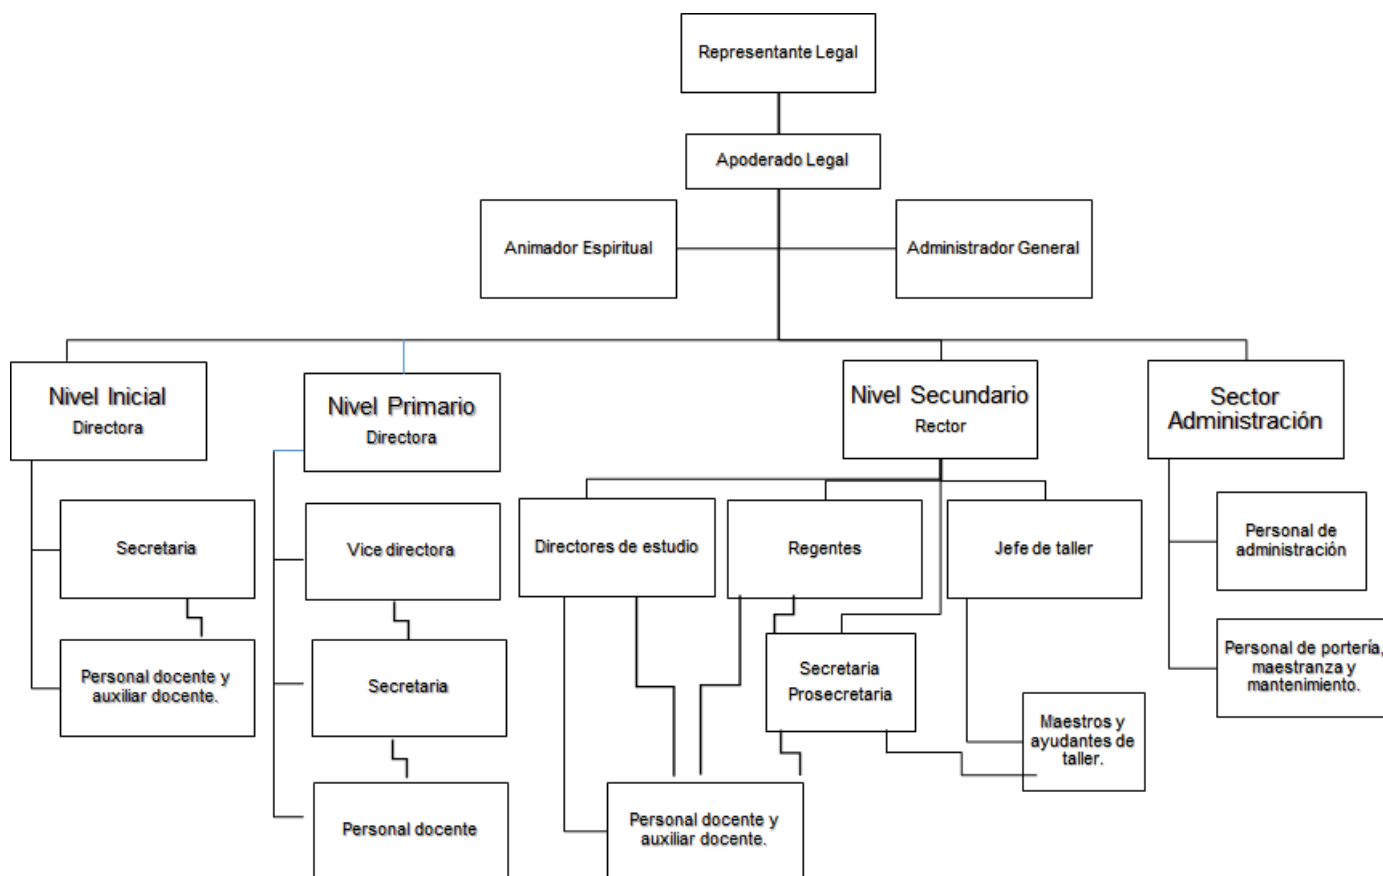 Representante Legal
Apoderado Legal
Animador Espiritual
Administrador General
Nivel Inicial
Directora
Nivel Primario
Directora
Nivel Secundario
Rector
Sector
Administración
Secretaria
Personal docente y
auxiliar docente.
Vice directora
Secretaria
Personal docente
Directores de estudio
Regentes
Jefe de taller
Secretaria
Prosecretaria
Maestros y
ayudantes de
taller.
Personal docente y
auxiliar docente.
Personal de
administración
Personal de portería,
maestranza y
mantenimiento.